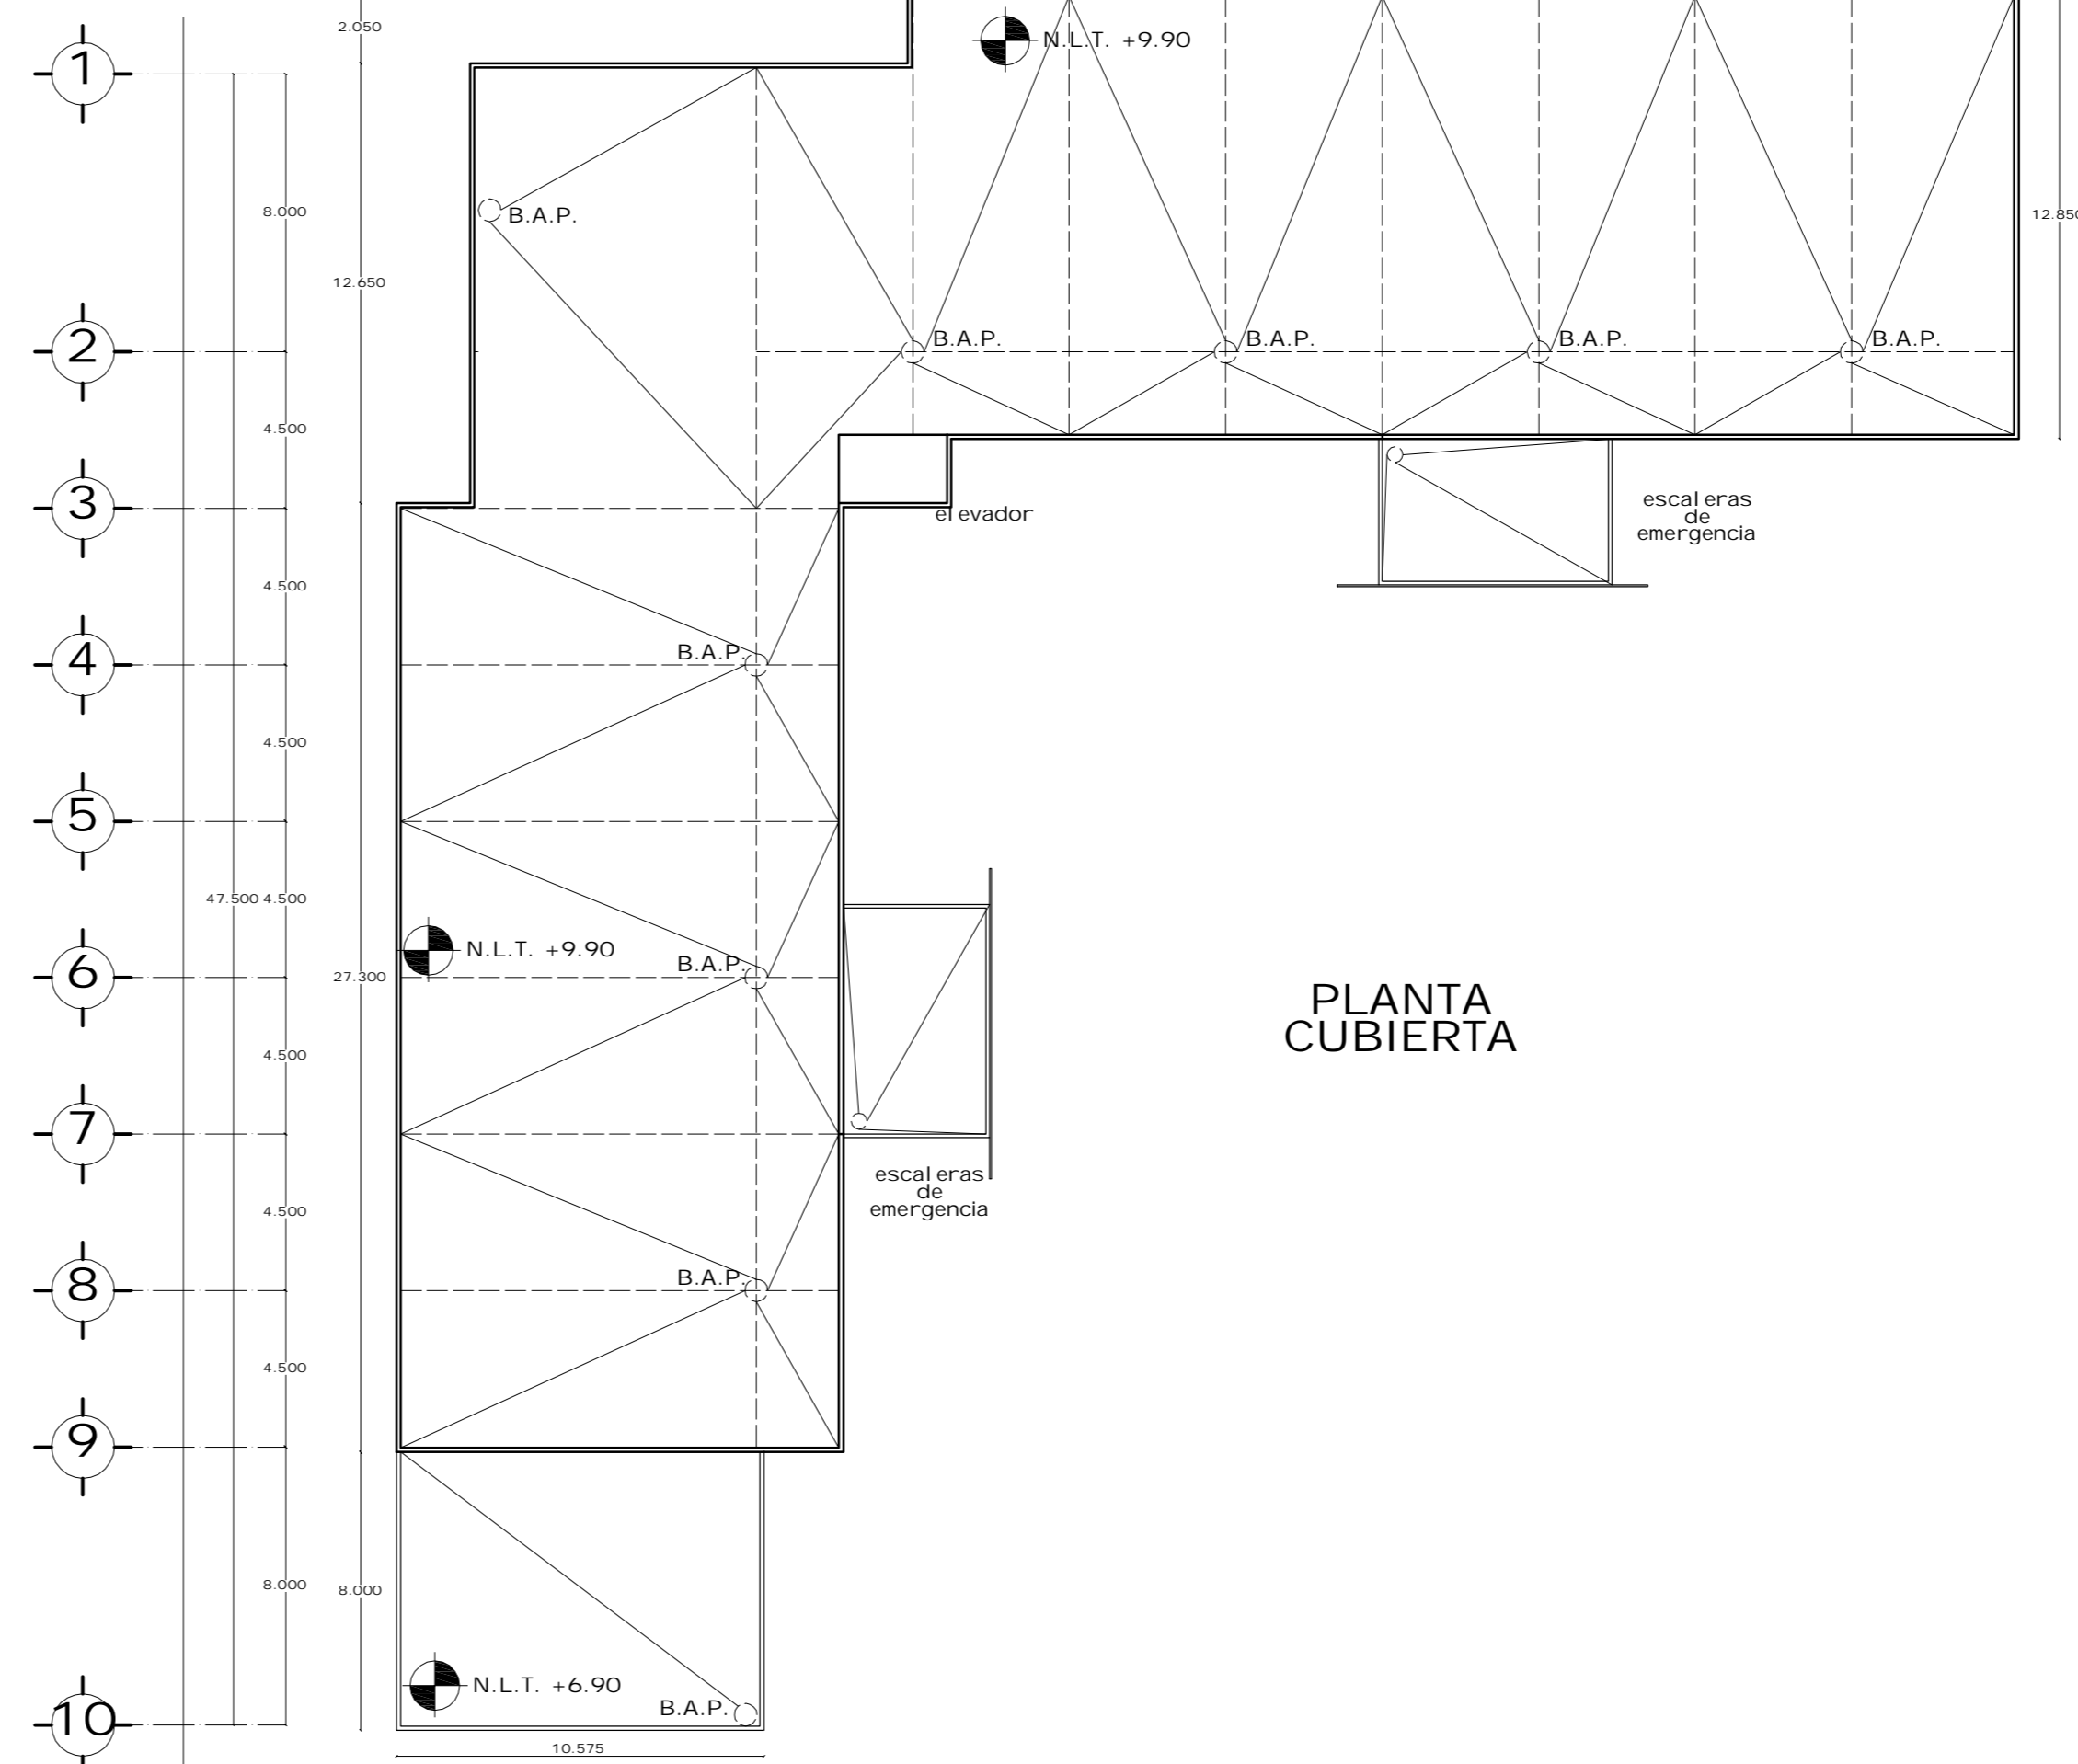 2.050
1
N.L.T. +9.90
8.000
B.A.P.
12.850
12.650
2
B.A.P.
B.A.P.
B.A.P.
B.A.P.
4.500
3
elevador
escaleras
de
emergencia
4.500
4
B.A.P.
4.500
5
47.500
4.500
N.L.T. +9.90
6
27.300
B.A.P.
PLANTA
CUBIERTA
4.500
7
escaleras
de
emergencia
4.500
8
B.A.P.
4.500
9
8.000
8.000
N.L.T. +6.90
B.A.P.
10
10.575